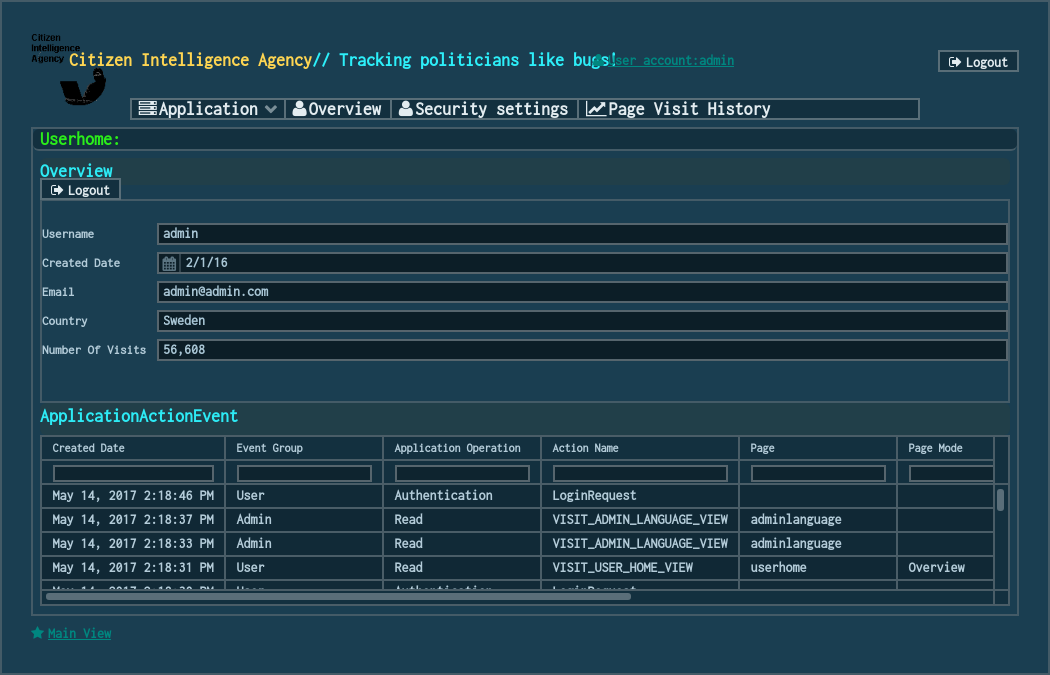 Citizen
Intelligence
Agency
Citizen Intelligence Agency// Tracking politicians like bugs!
User account:admin
Logout
Application Overview Security settings Page Visit History
Userhome:
Overview
Logout
Username admin
Created Date 2/1/16
Email admin@admin.com
Country Sweden
Number Of Visits 56,608
ApplicationActionEvent
Created Date Event Group Application Operation Action Name Page Page Mode
May 14, 2017 2:18:46 PM User Authentication LoginRequest
May 14, 2017 2:18:37 PM Admin Read VISIT_ADMIN_LANGUAGE_VIEW adminlanguage
May 14, 2017 2:18:33 PM Admin Read VISIT_ADMIN_LANGUAGE_VIEW adminlanguage
May 14, 2017 2:18:31 PM User Read VISIT_USER_HOME_VIEW userhome Overview
User Authentication LoginRequest
Main View